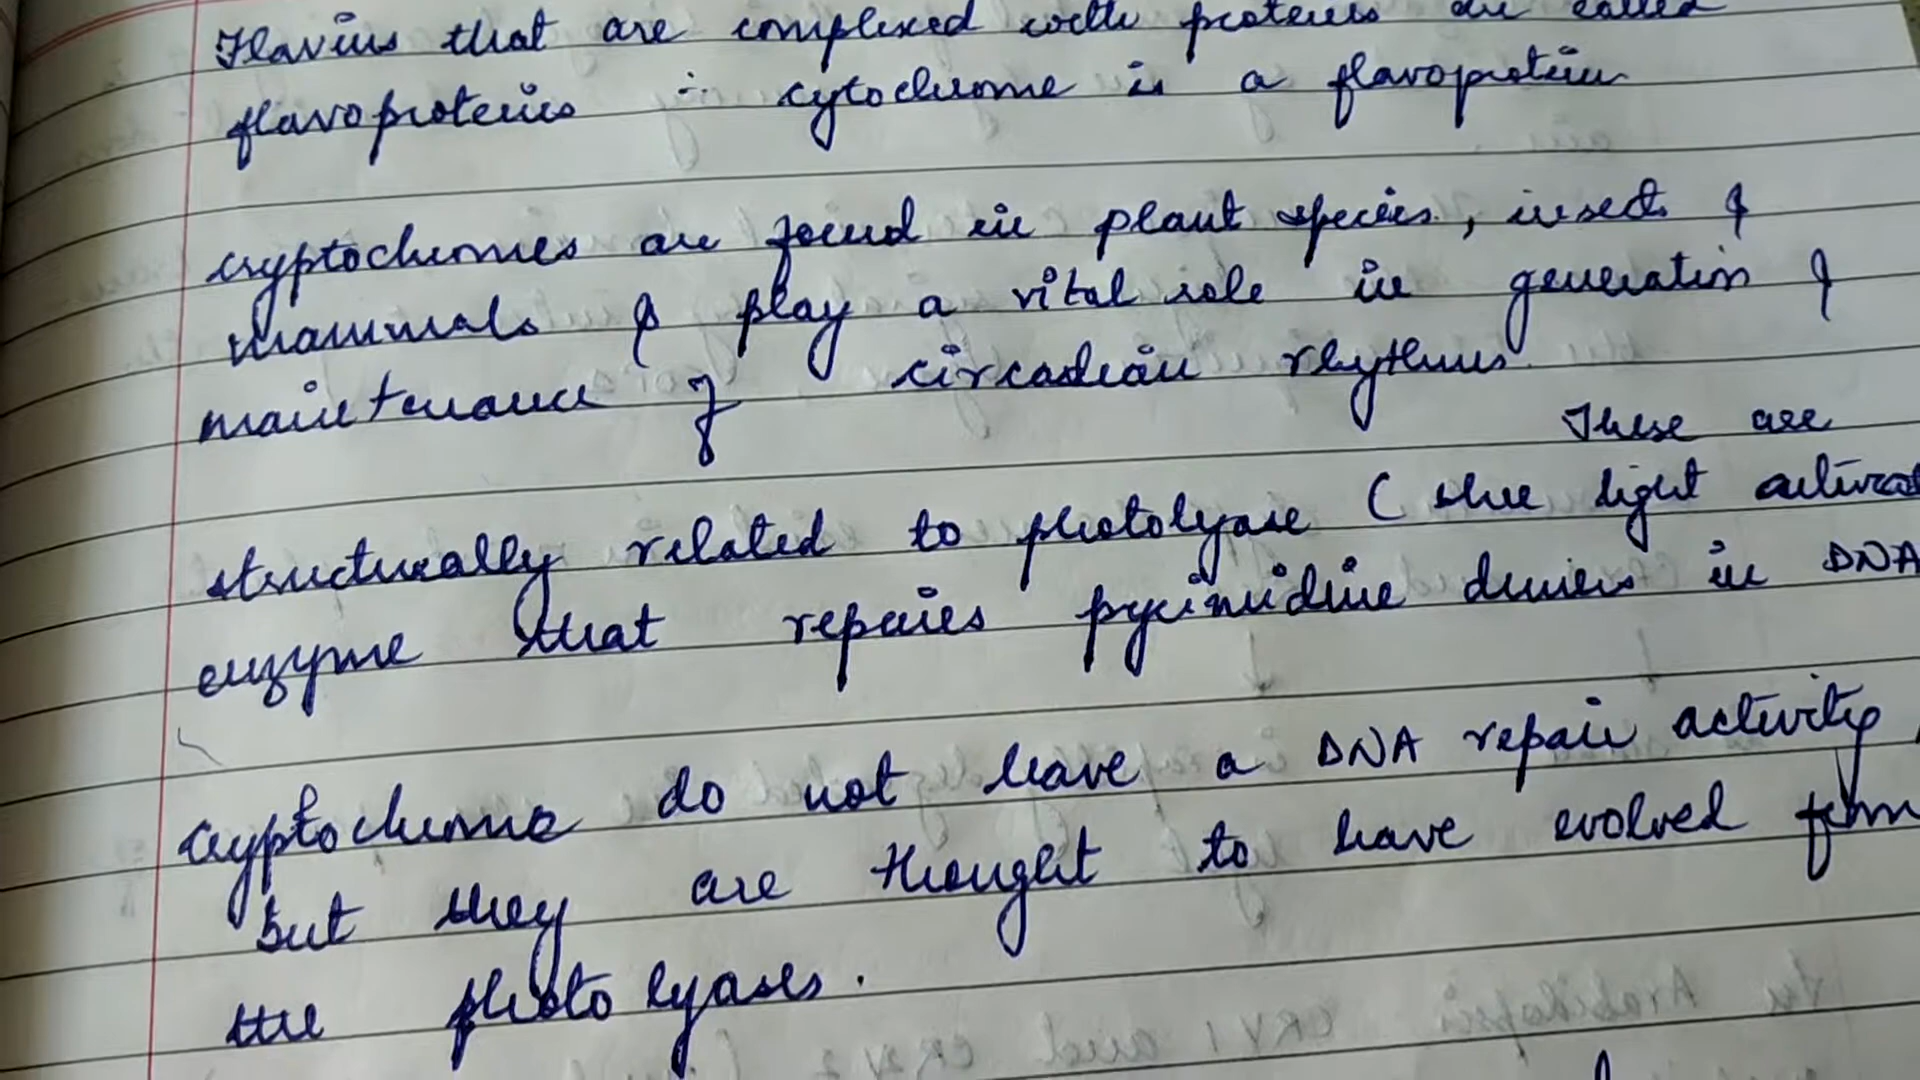 Flavins that are complexed with proteins are called
flavoproteins ∴ cytochrome is a flavoprotein
cryptochromes are found in plant species, insects &
mammals & play a vital role in generation &
maintenance of circadian rhythms.
These are
structurally related to photolyase ( blue light activat
enzyme that repairs pyrimidine dimers in DNA
cryptochrome do not have a DNA repair activity,
but they are thought to have evolved from
the photolyases.